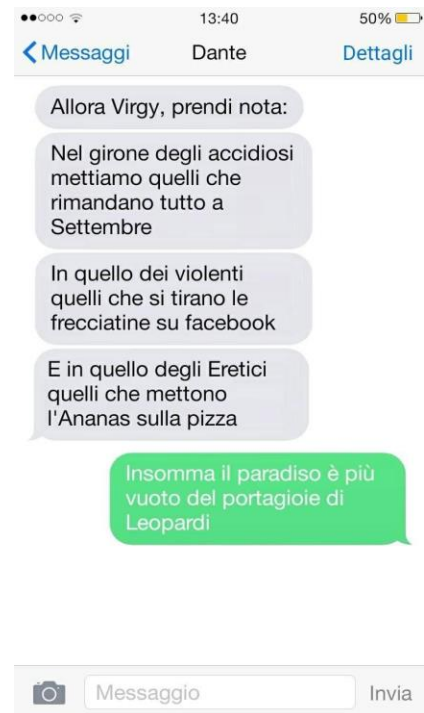 13:40
50%
Messaggi
Dante
Dettagli
Allora Virgy, prendi nota:
Nel girone degli accidiosi
mettiamo quelli che
rimandano tutto a
Settembre
In quello dei violenti
quelli che si tirano le
frecciatine su facebook
E in quello degli Eretici
quelli che mettono
l'Ananas sulla pizza
Insomma il paradiso è più
vuoto del portagioie di
Leopardi
Messaggio
Invia